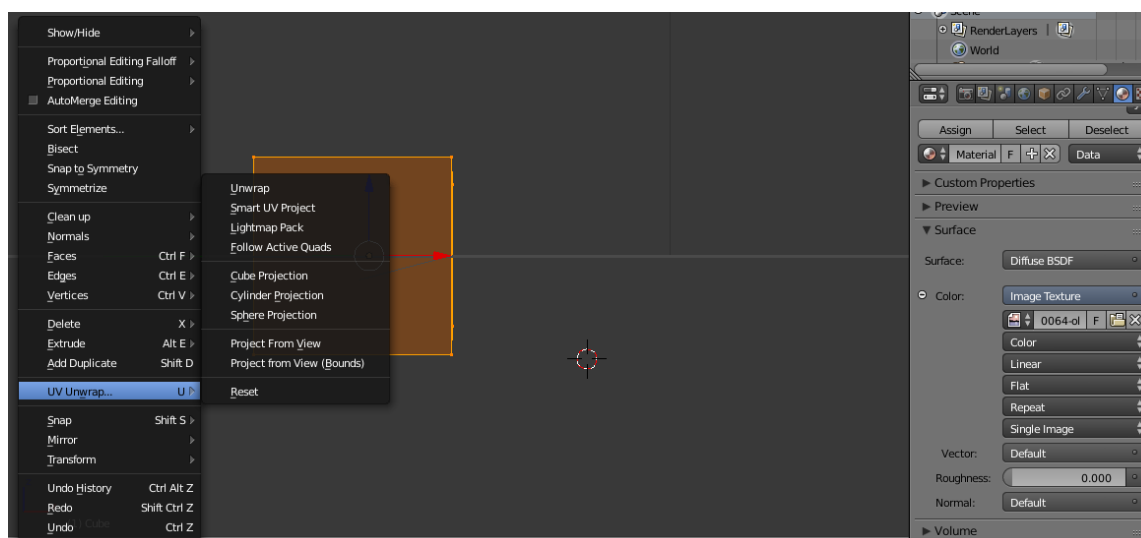 Show/Hide
Proportional Editing Falloff
Proportional Editing
AutoMerge Editing
Sort Elements...
Bisect
Snap to Symmetry
Symmetrize
Clean up
Normals
Faces Ctrl F
Edges Ctrl E
Vertices Ctrl V
Delete X
Extrude Alt E
Add Duplicate Shift D
UV Unwrap... U
Snap Shift S
Mirror
Transform
Undo History Ctrl Alt Z
Redo Shift Ctrl Z
Undo Ctrl Z
Cube
Unwrap
Smart UV Project
Lightmap Pack
Follow Active Quads
Cube Projection
Cylinder Projection
Sphere Projection
Project From View
Project from View (Bounds)
Reset
Scene
RenderLayers
World
Assign Select Deselect
Material F Data
Custom Properties
Preview
Surface
Surface: Diffuse BSDF
Color: Image Texture
0064-ol F
Color
Linear
Flat
Repeat
Single Image
Vector: Default
Roughness: 0.000
Normal: Default
Volume